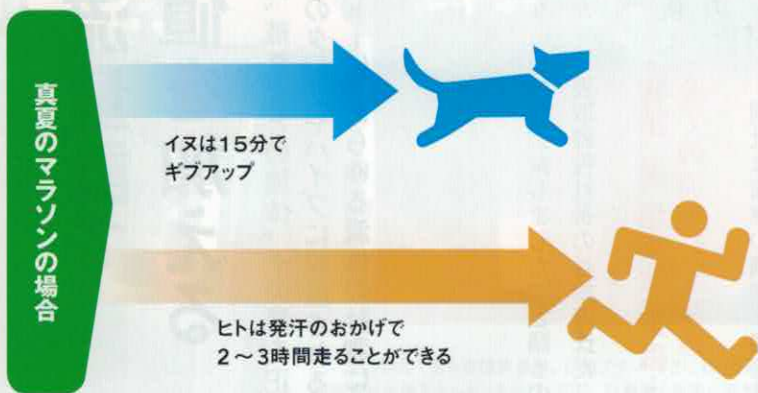 真夏のマラソンの場合
イヌは15分で
ギブアップ
ヒトは発汗のおかげで
2〜3時間走ることができる